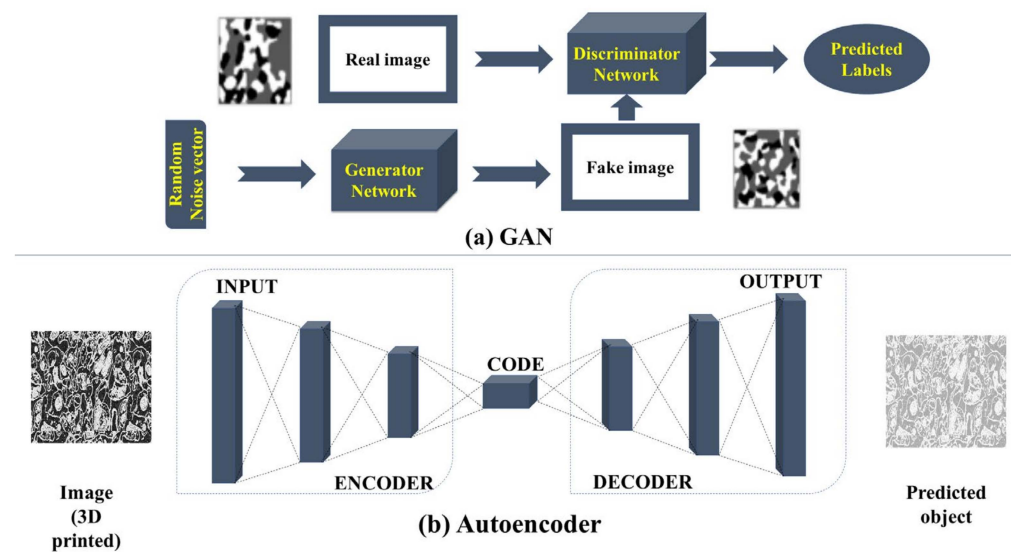 Real image
Discriminator
Network
Predicted
Labels
Random
Noise vector
Generator
Network
Fake image
(a) GAN
INPUT
OUTPUT
CODE
ENCODER
DECODER
Image
(3D
printed)
Predicted
object
(b) Autoencoder